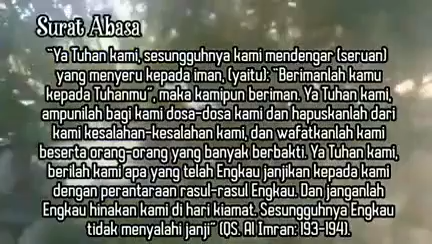 Surat Abasa
"Ya Tuhan kami, sesungguhnya kami mendengar (seruan)
yang menyeru kepada iman, (yaitu): "Berimanlah kamu
kepada Tuhanmu", maka kamipun beriman. Ya Tuhan kami,
ampunilah bagi kami dosa-dosa kami dan hapuskanlah dari
kami kesalahan-kesalahan kami, dan wafatkanlah kami
beserta orang-orang yang banyak berbakti. Ya Tuhan kami,
berilah kami apa yang telah Engkau janjikan kepada kami
dengan perantaraan rasul-rasul Engkau. Dan janganlah
Engkau hinakan kami di hari kiamat. Sesungguhnya Engkau
tidak menyalahi janji" (QS. Al Imran: 193-194).